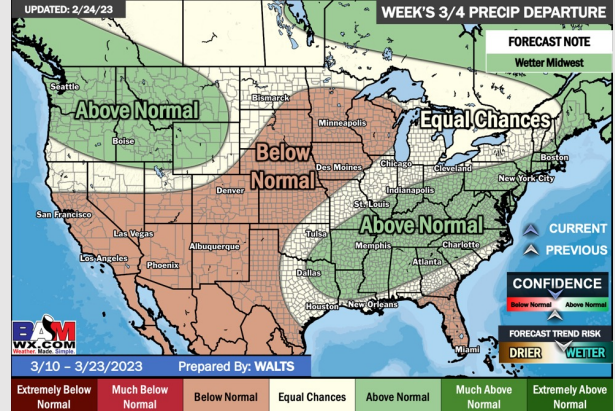 UPDATED: 2/24/23
WEEK'S 3/4 PRECIP DEPARTURE
FORECAST NOTE
Wetter Midwest
Seattle
Above Normal
Boise
Bismarck
Minneapolis
Equal Chances
Below
Normal
Des Moines
Chicago
Cleveland
Boston
New York City
Denver
Indianapolis
St. Louis
San Francisco
Las Vegas
Los Angeles
Phoenix
Albuquerque
Tulsa
Above Normal
Memphis
Charlotte
Atlanta
Dallas
Houston
New Orleans
Miami
CURRENT
PREVIOUS
CONFIDENCE
Below Normal
Above Normal
FORECAST TREND RISK
DRIER
WETTER
BAM
WX.COM
Weather. Made. Simple.
3/10 – 3/23/2023
Prepared By: WALTS
Extremely Below
Normal
Much Below
Normal
Below Normal
Equal Chances
Above Normal
Much Above
Normal
Extremely Above
Normal